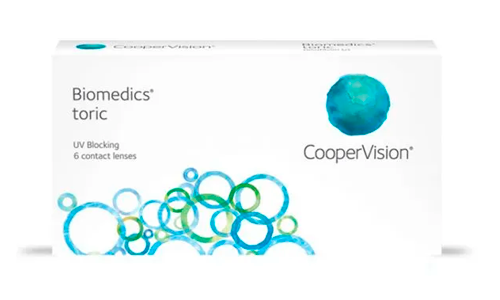 CooperVision
Biomedics®
toric
Biomedics®
toric
UV Blocking
6 contact lenses
CooperVision®